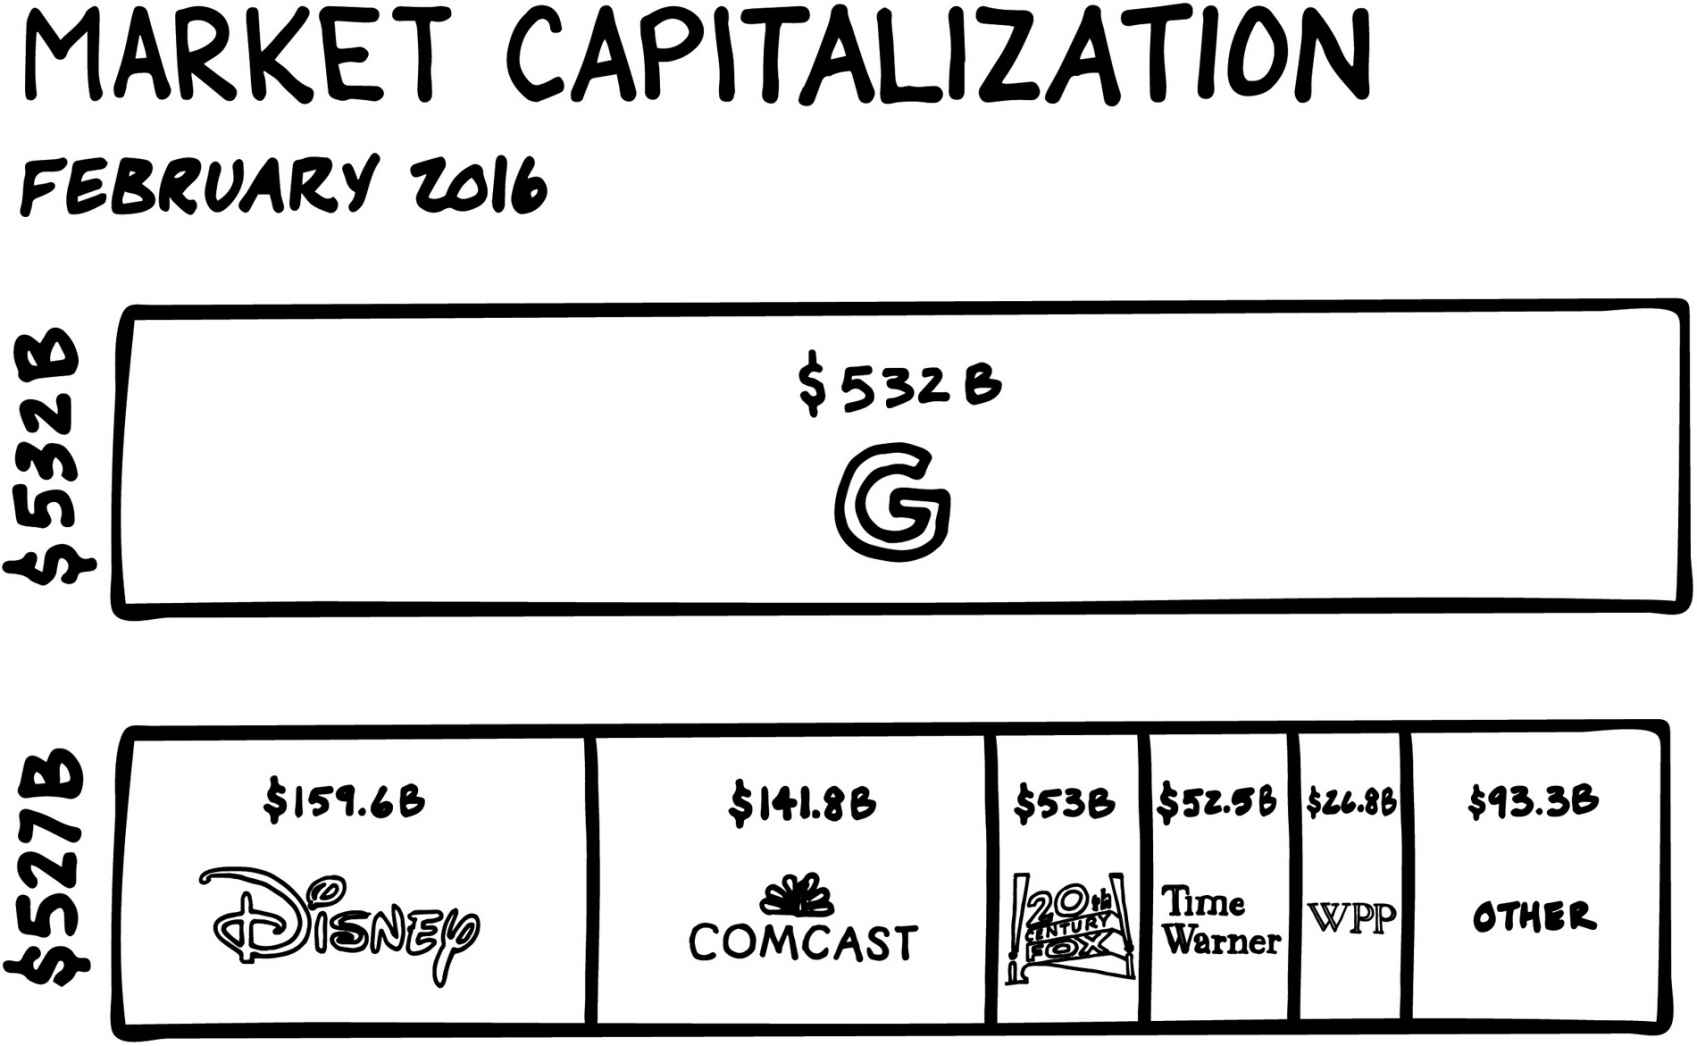 MARKET CAPITALIZATION
FEBRUARY 2016
$532B
$532B
G
$527B
$159.6B
DISNEY
$141.8B
COMCAST
$53B
20th
CENTURY
FOX
$52.5B
Time
Warner
$26.8B
WPP
$93.3B
OTHER